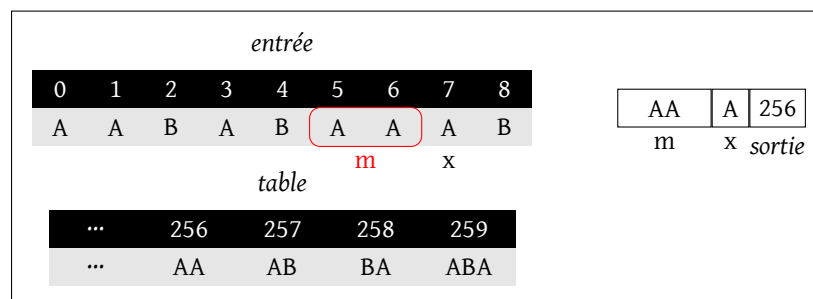 entrée
0 1 2 3 4 5 6 7 8
A A B A B A A A B
m x
AA A 256
m x sortie
table
... 256 257 258 259
... AA AB BA ABA